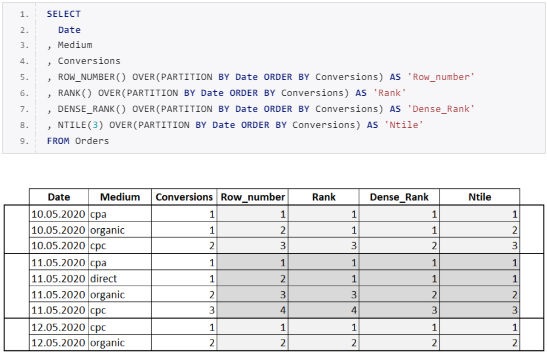 1. SELECT
2. Date
3. , Medium
4. , Conversions
5. , ROW_NUMBER() OVER(PARTITION BY Date ORDER BY Conversions) AS 'Row_number'
6. , RANK() OVER(PARTITION BY Date ORDER BY Conversions) AS 'Rank'
7. , DENSE_RANK() OVER(PARTITION BY Date ORDER BY Conversions) AS 'Dense_Rank'
8. , NTILE(3) OVER(PARTITION BY Date ORDER BY Conversions) AS 'Ntile'
9. FROM Orders
Date Medium Conversions Row_number Rank Dense_Rank Ntile
10.05.2020 cpa 1 1 1 1 1
10.05.2020 organic 1 2 1 1 2
10.05.2020 cpc 2 3 3 2 3
11.05.2020 cpa 1 1 1 1 1
11.05.2020 direct 1 2 1 1 1
11.05.2020 organic 2 3 3 2 2
11.05.2020 cpc 3 4 4 3 3
12.05.2020 cpc 1 1 1 1 1
12.05.2020 organic 2 2 2 2 2